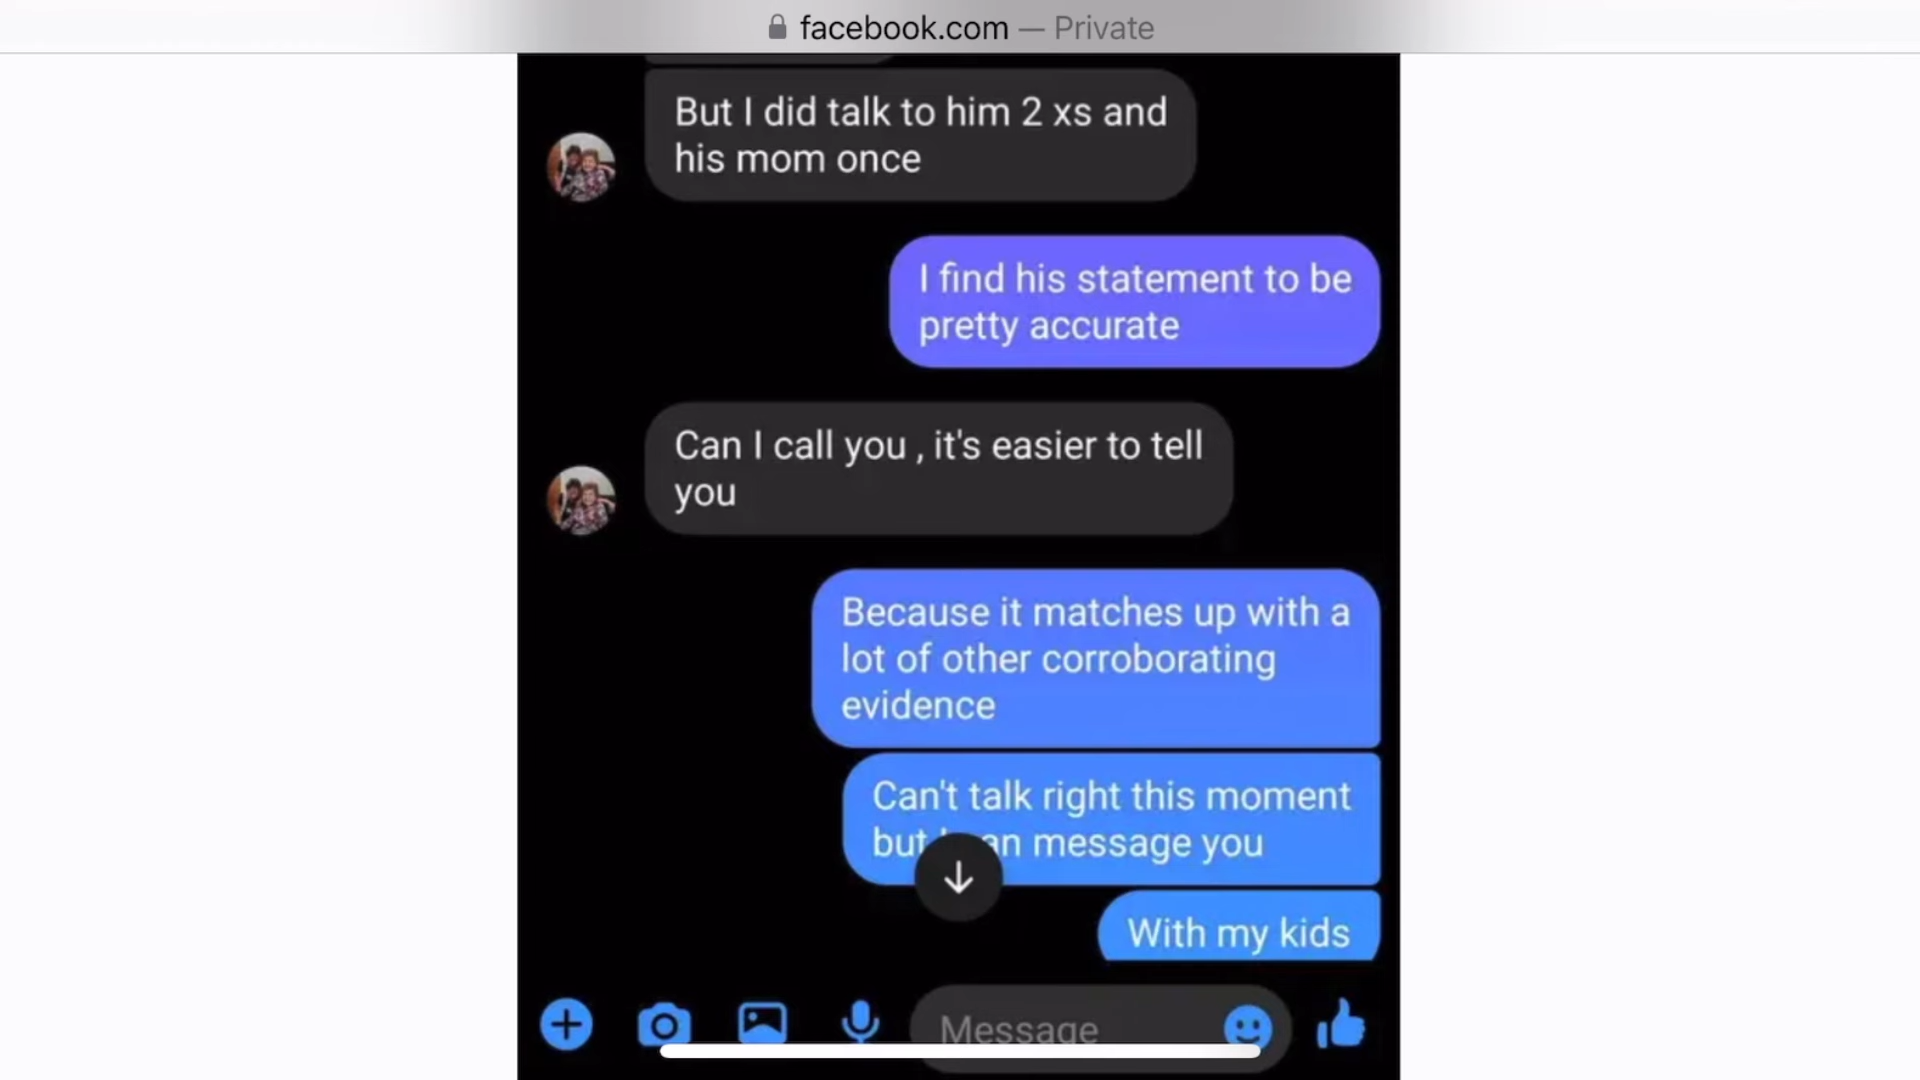 facebook.com — Private
But I did talk to him 2 xs and
his mom once
I find his statement to be
pretty accurate
Can I call you , it's easier to tell
you
Because it matches up with a
lot of other corroborating
evidence
Can't talk right this moment
but message you
With my kids
Message